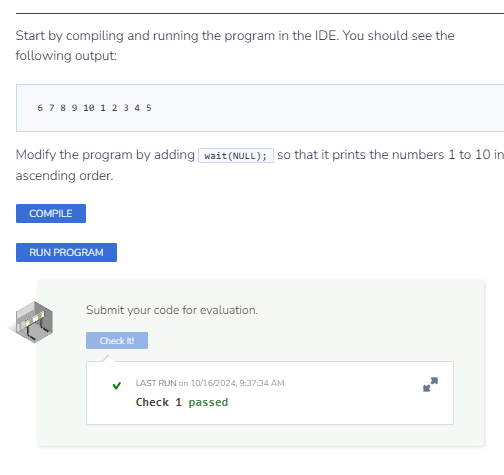 Start by compiling and running the program in the IDE. You should see the
following output:
6 7 8 9 10 1 2 3 4 5
Modify the program by adding wait(NULL); so that it prints the numbers 1 to 10 in
ascending order.
COMPILE
RUN PROGRAM
Submit your code for evaluation.
Check It!
LAST RUN on 10/16/2024, 9:37:34 AM
Check 1 passed